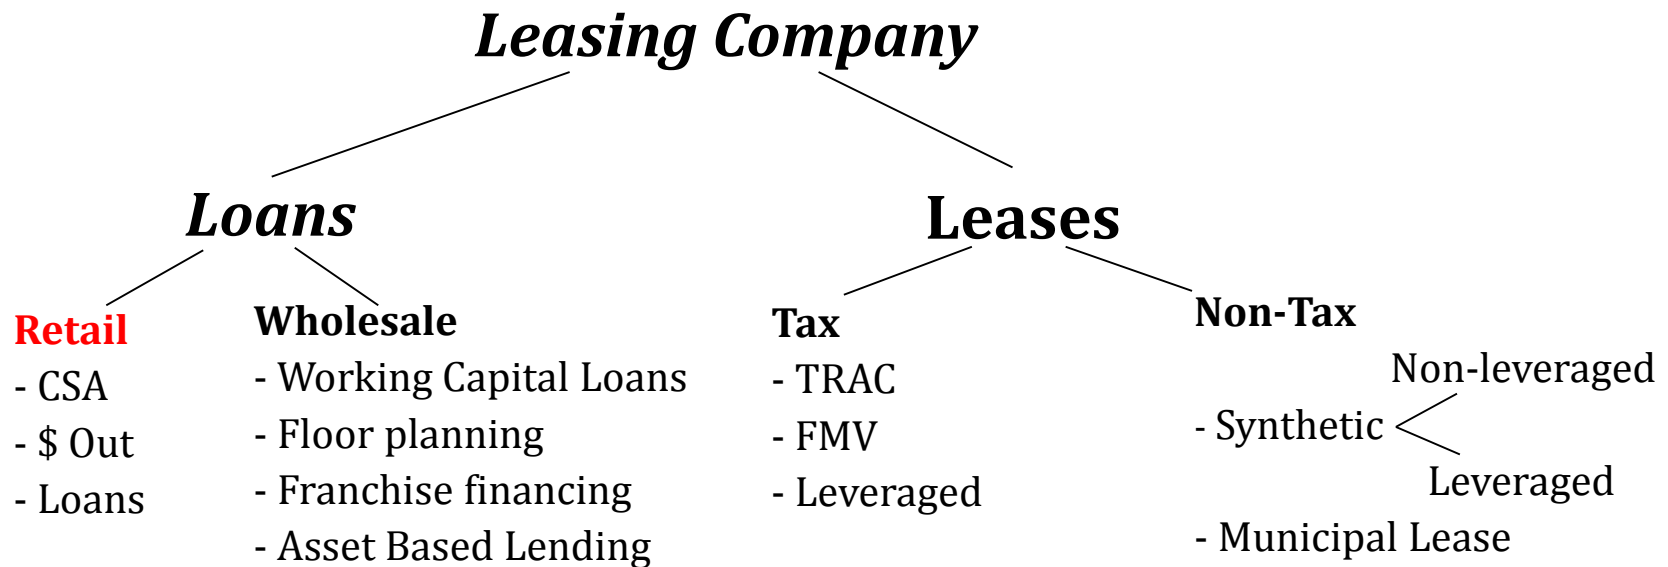 Leasing Company
Loans
Leases
Retail
- CSA
- $ Out
- Loans
Wholesale
- Working Capital Loans
- Floor planning
- Franchise financing
- Asset Based Lending
Tax
- TRAC
- FMV
- Leveraged
Non-Tax
Non-leveraged
- Synthetic
Leveraged
- Municipal Lease